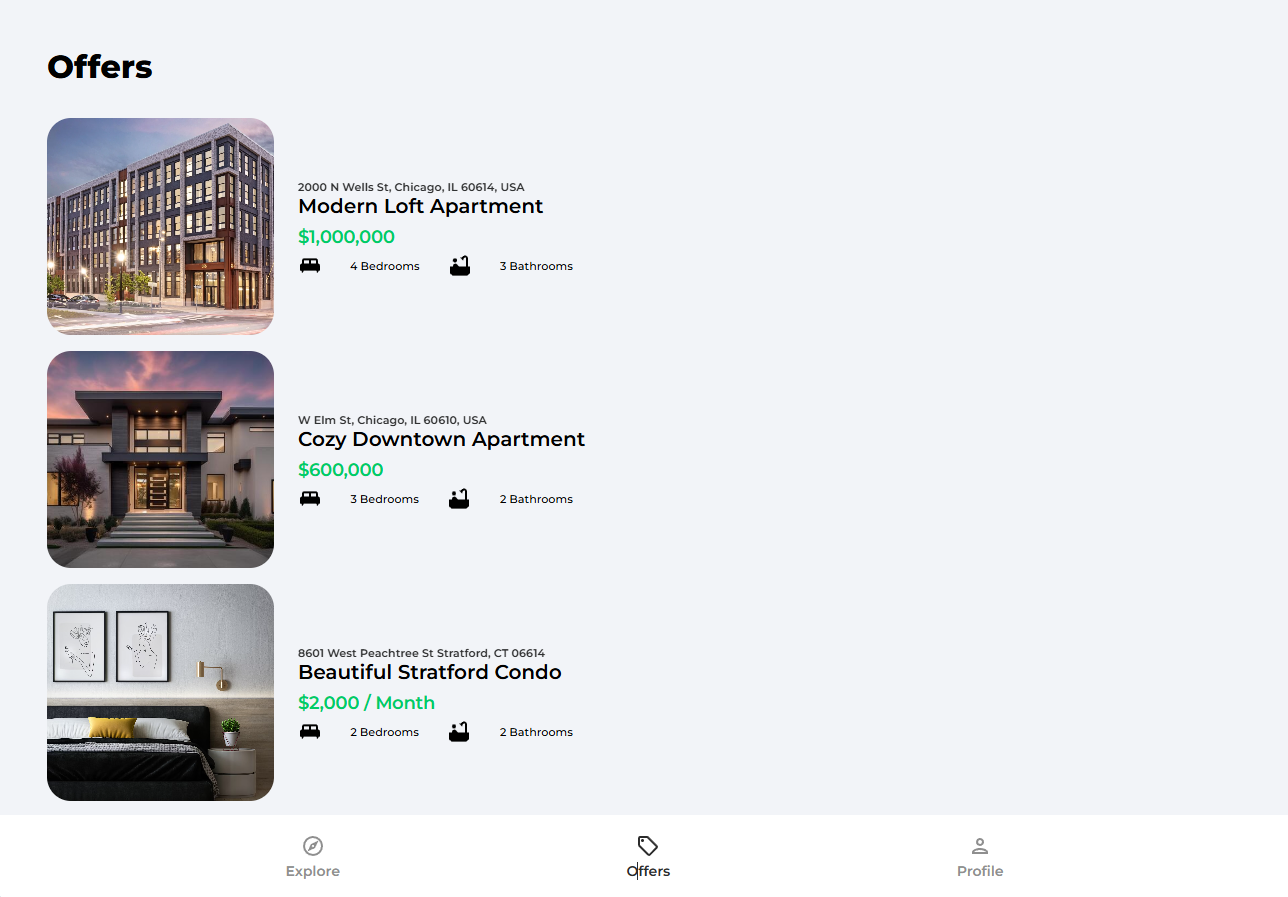 Offers
2000 N Wells St, Chicago, IL 60614, USA
Modern Loft Apartment
$1,000,000
4 Bedrooms 3 Bathrooms
W Elm St, Chicago, IL 60610, USA
Cozy Downtown Apartment
$600,000
3 Bedrooms 2 Bathrooms
8601 West Peachtree St Stratford, CT 06614
Beautiful Stratford Condo
$2,000 / Month
2 Bedrooms 2 Bathrooms
Explore Offers Profile